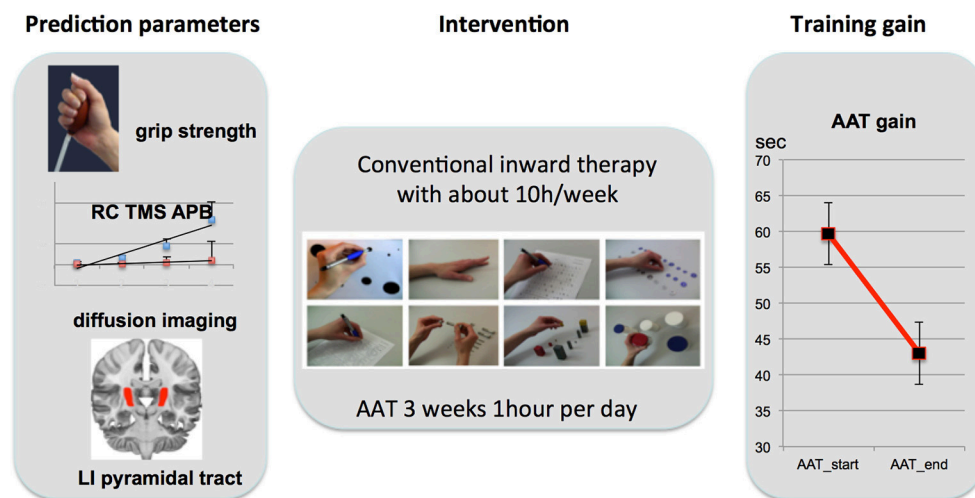 Prediction parameters
Intervention
Training gain
grip strength
RC TMS APB
diffusion imaging
LI pyramidal tract
Conventional inward therapy
with about 10h/week
AAT 3 weeks 1hour per day
AAT gain
sec
70
65
60
55
50
45
40
35
30
AAT_start
AAT_end